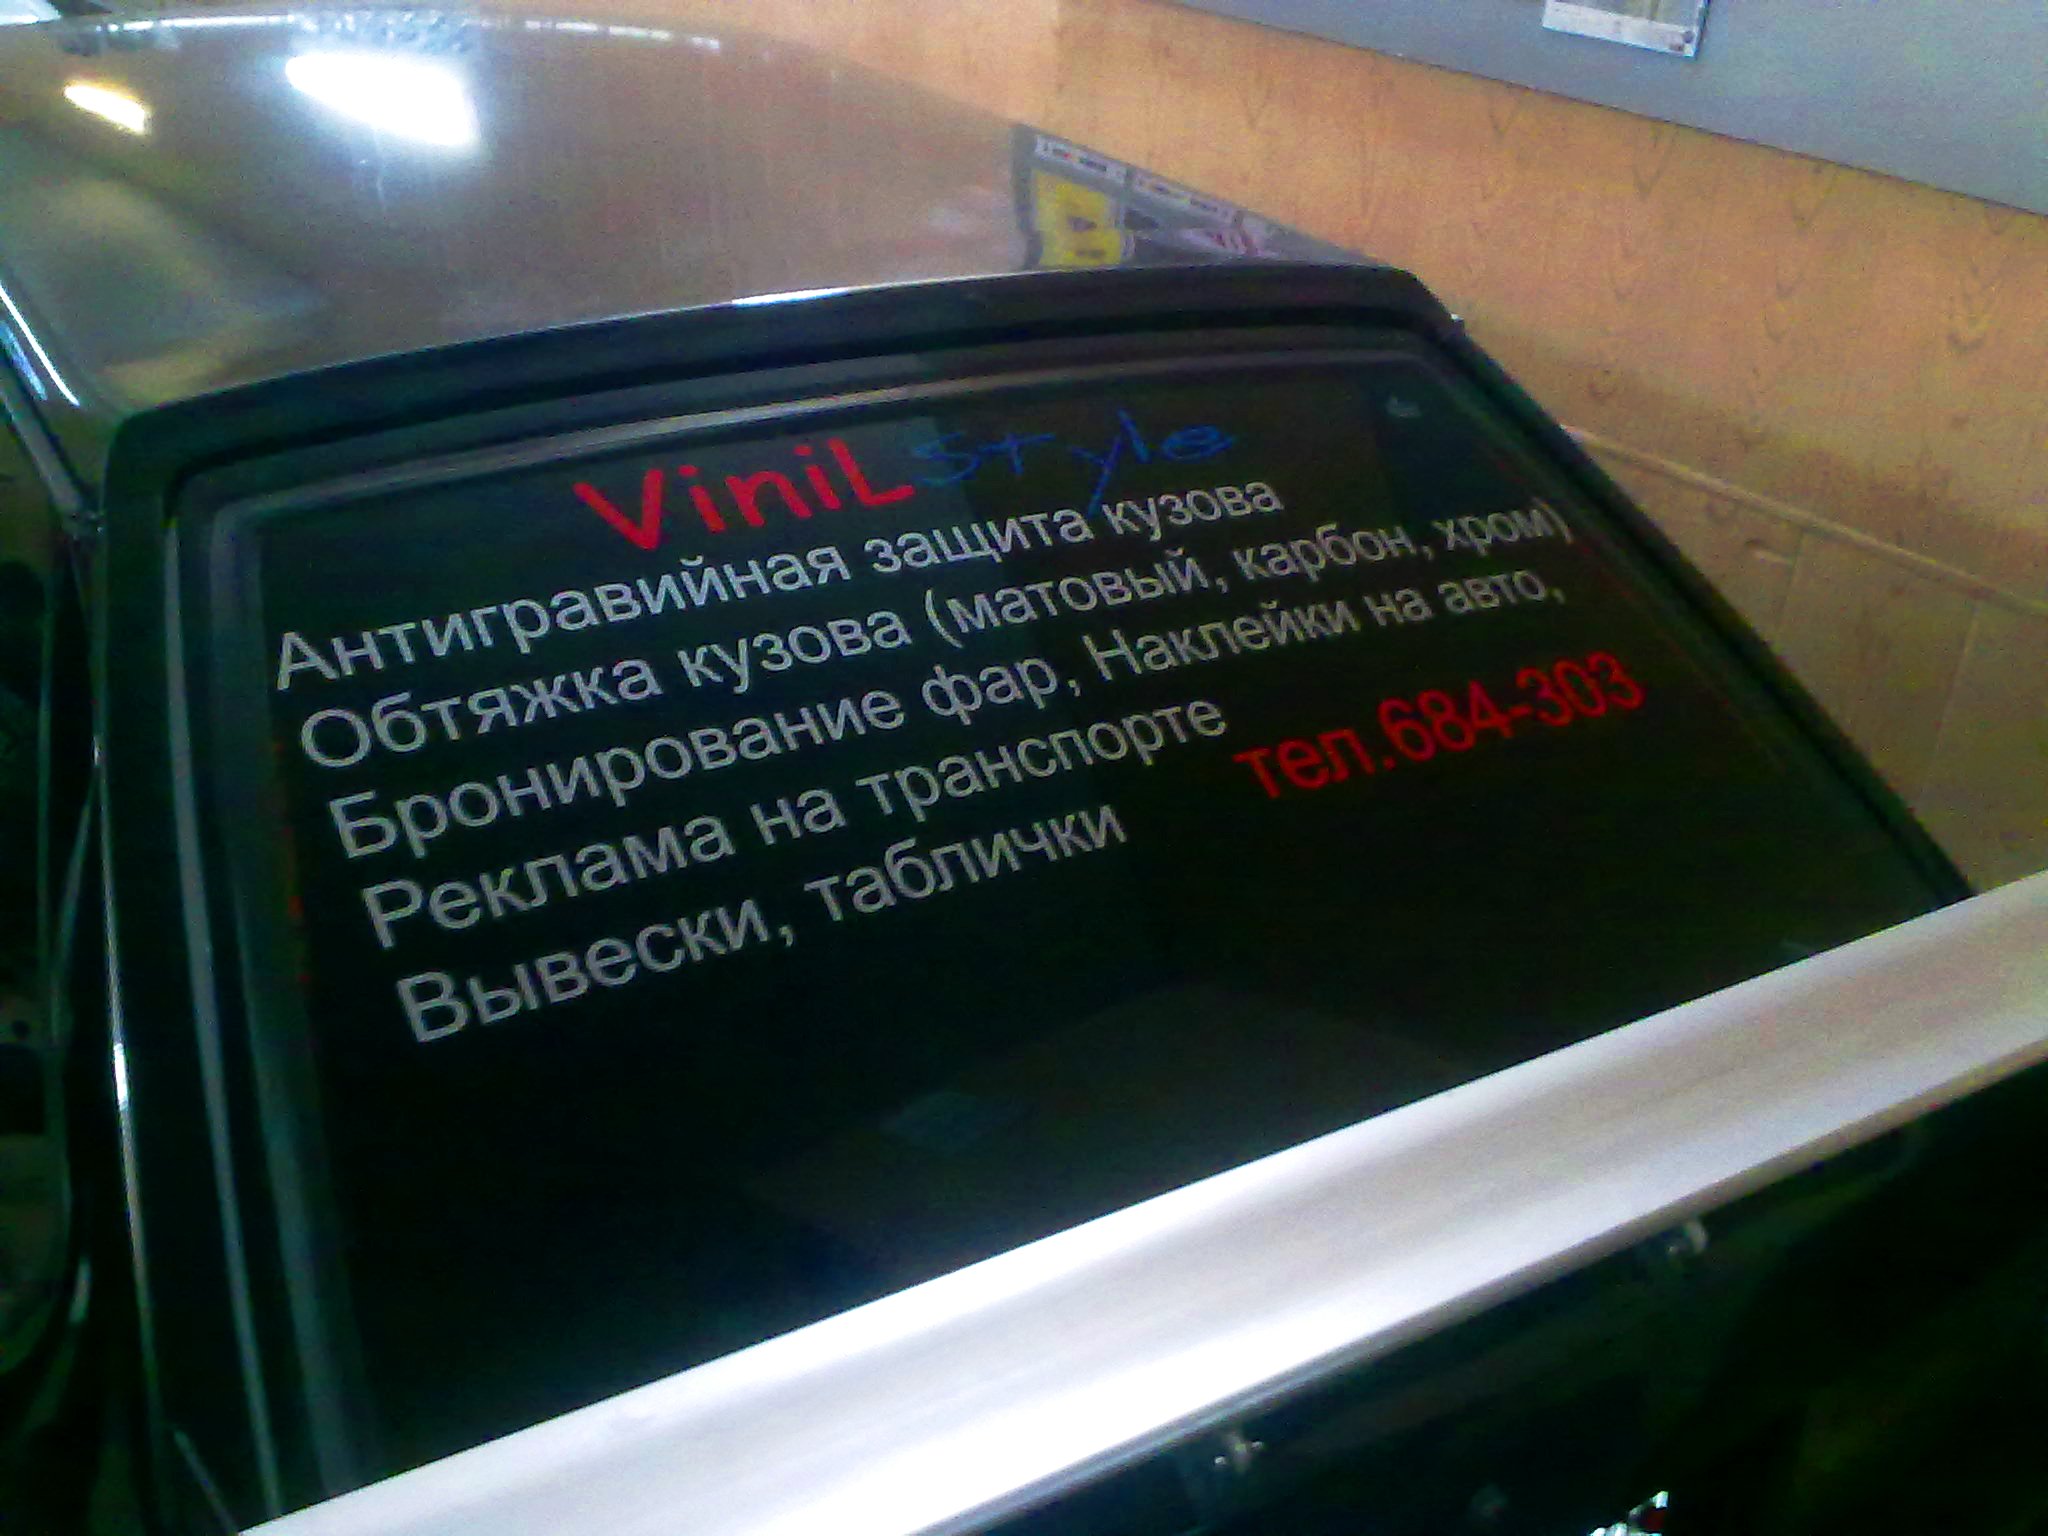 ViniL style
Антигравийная защита кузова
Обтяжка кузова (матовый, карбон, хром)
Бронирование фар, Наклейки на авто,
Реклама на транспорте
тел.684-303
Вывески, таблички